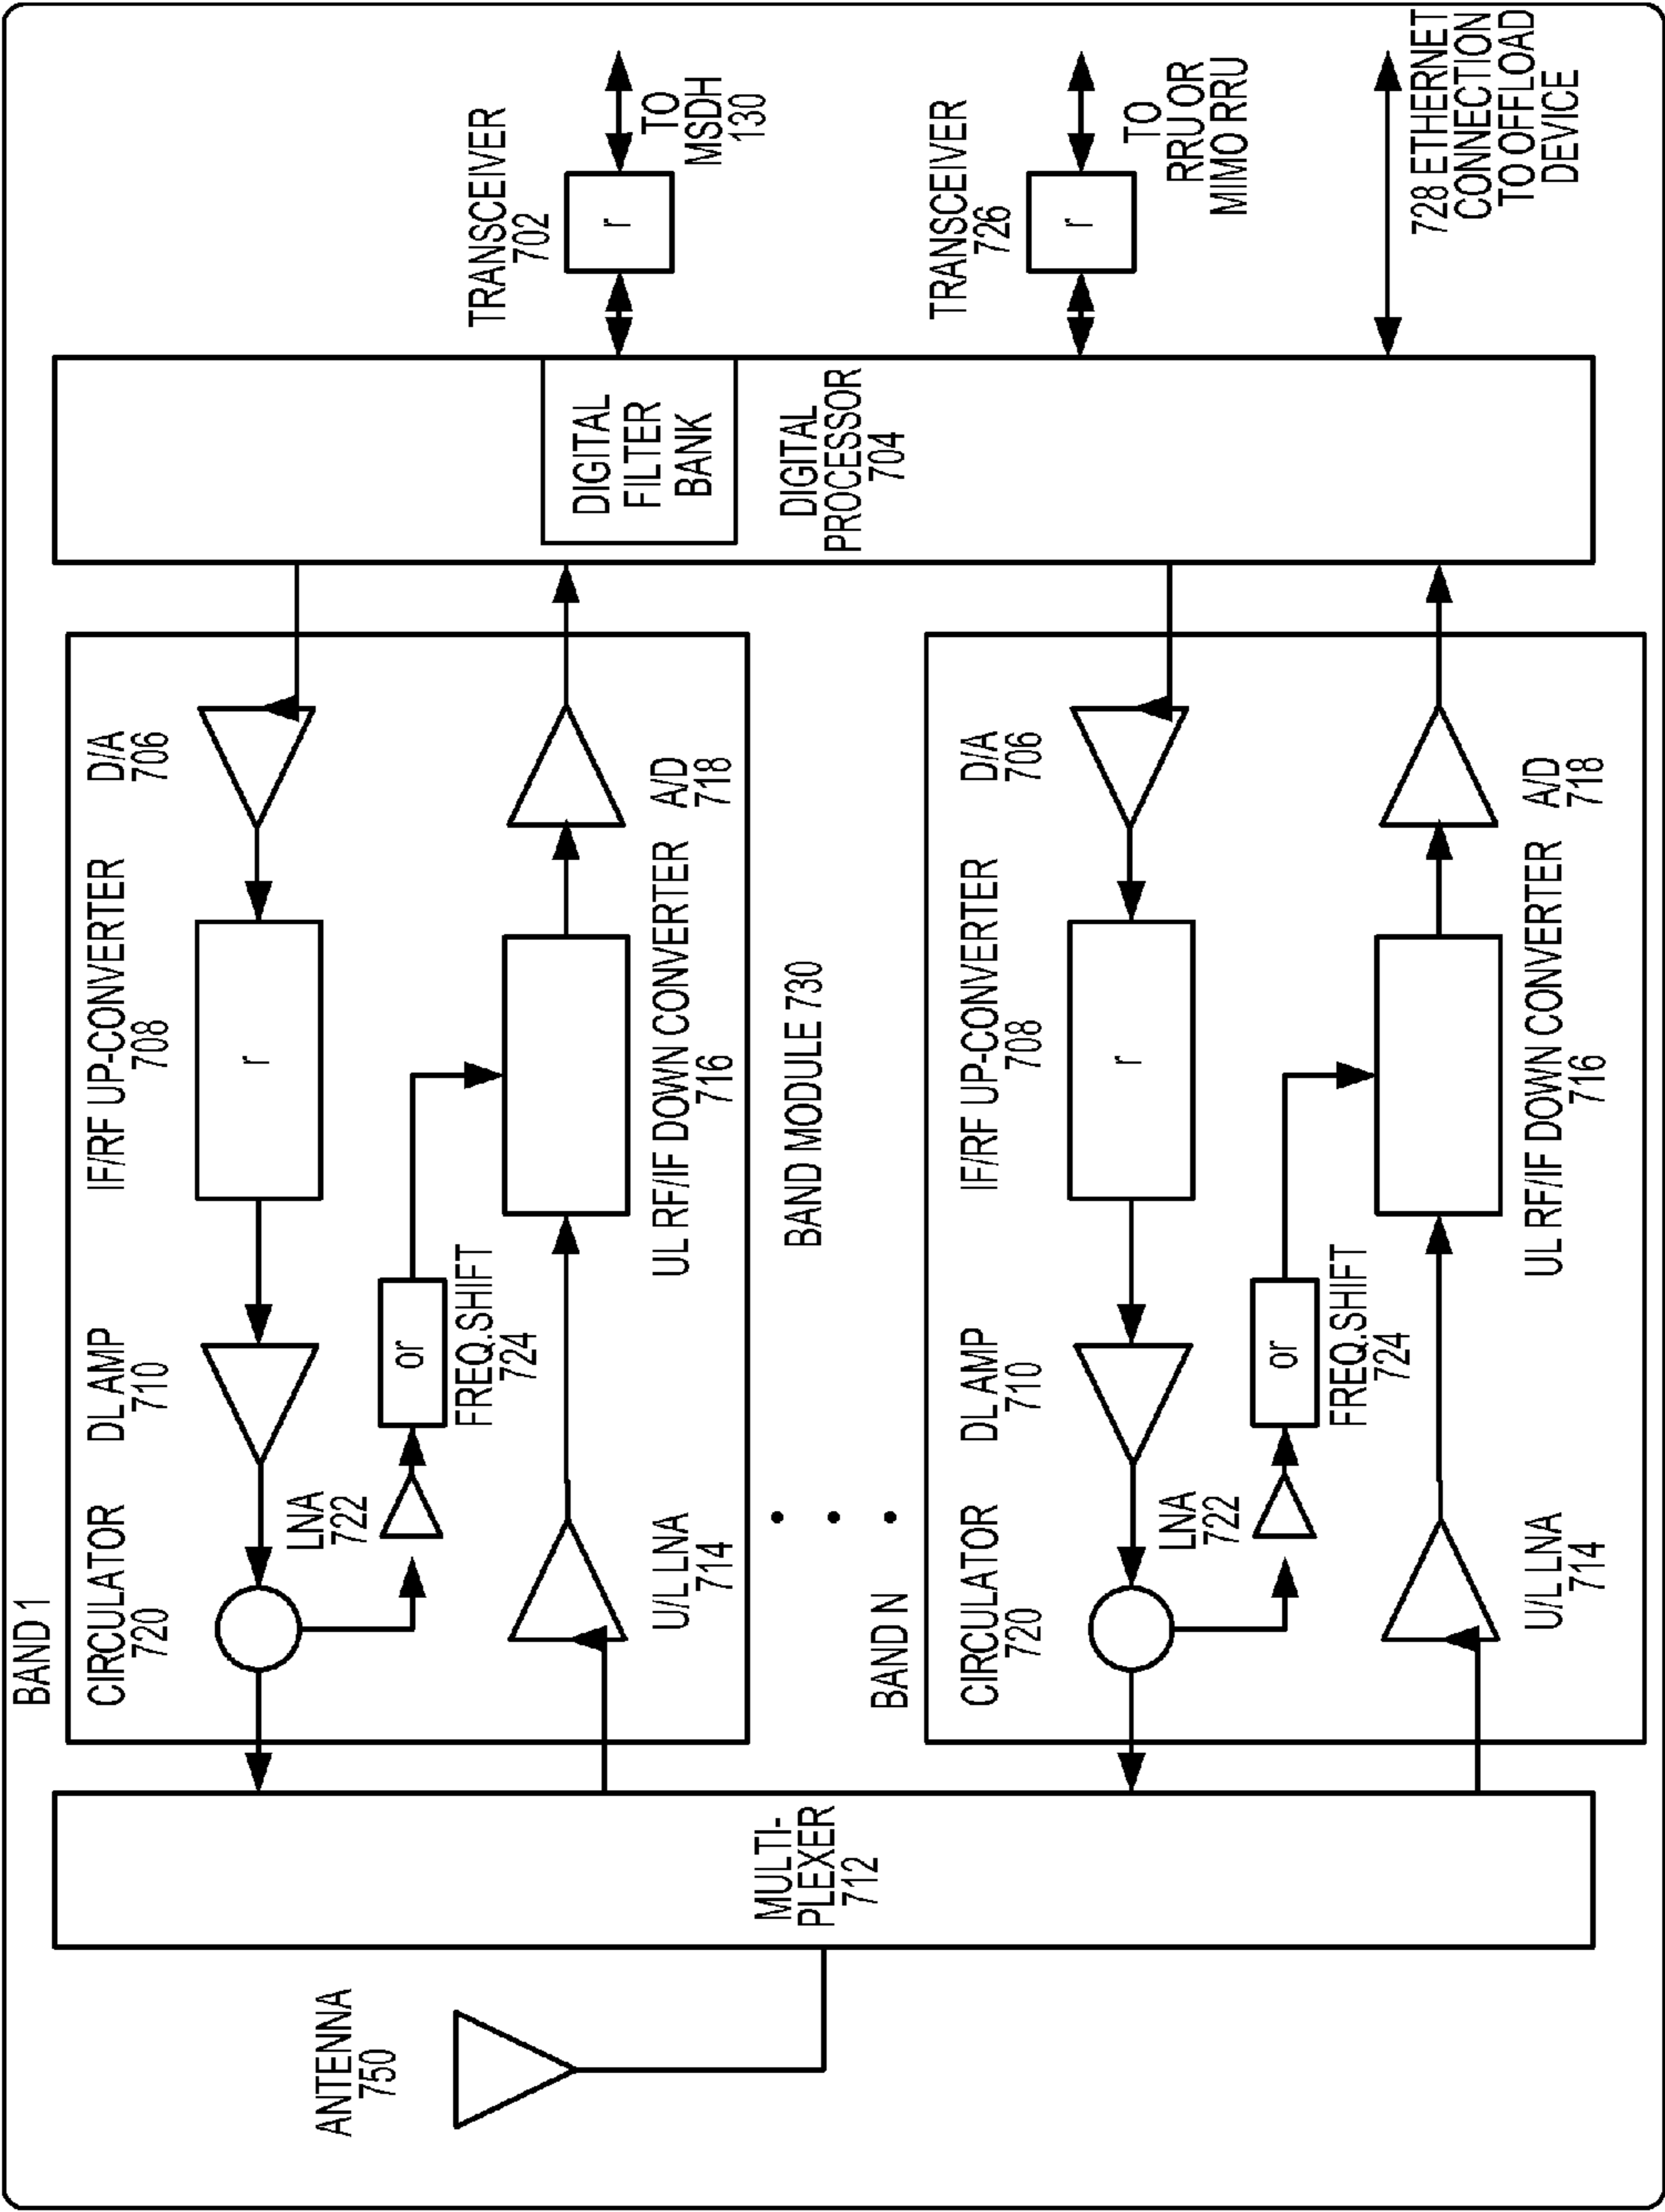 BAND 1
CIRCULATOR
720
DL AMP
710
IF/RF UP-CONVERTER
708
D/A
706
r
LNA
722
or
FREQ.SHIFT
724
U/L LNA
714
UL RF/IF DOWN CONVERTER
716
A/D
718
BAND MODULE 730
BAND N
CIRCULATOR
720
DL AMP
710
IF/RF UP-CONVERTER
708
D/A
706
r
LNA
722
or
FREQ.SHIFT
724
U/L LNA
714
UL RF/IF DOWN CONVERTER
716
A/D
718
ANTENNA
750
MULTI-
PLEXER
712
DIGITAL
FILTER
BANK
DIGITAL
PROCESSOR
704
TRANSCEIVER
702
r
TO
MSDH
130
TRANSCEIVER
726
r
TO
RRU OR
MIMO RRU
728 ETHERNET
CONNECTION
TO OFFLOAD
DEVICE